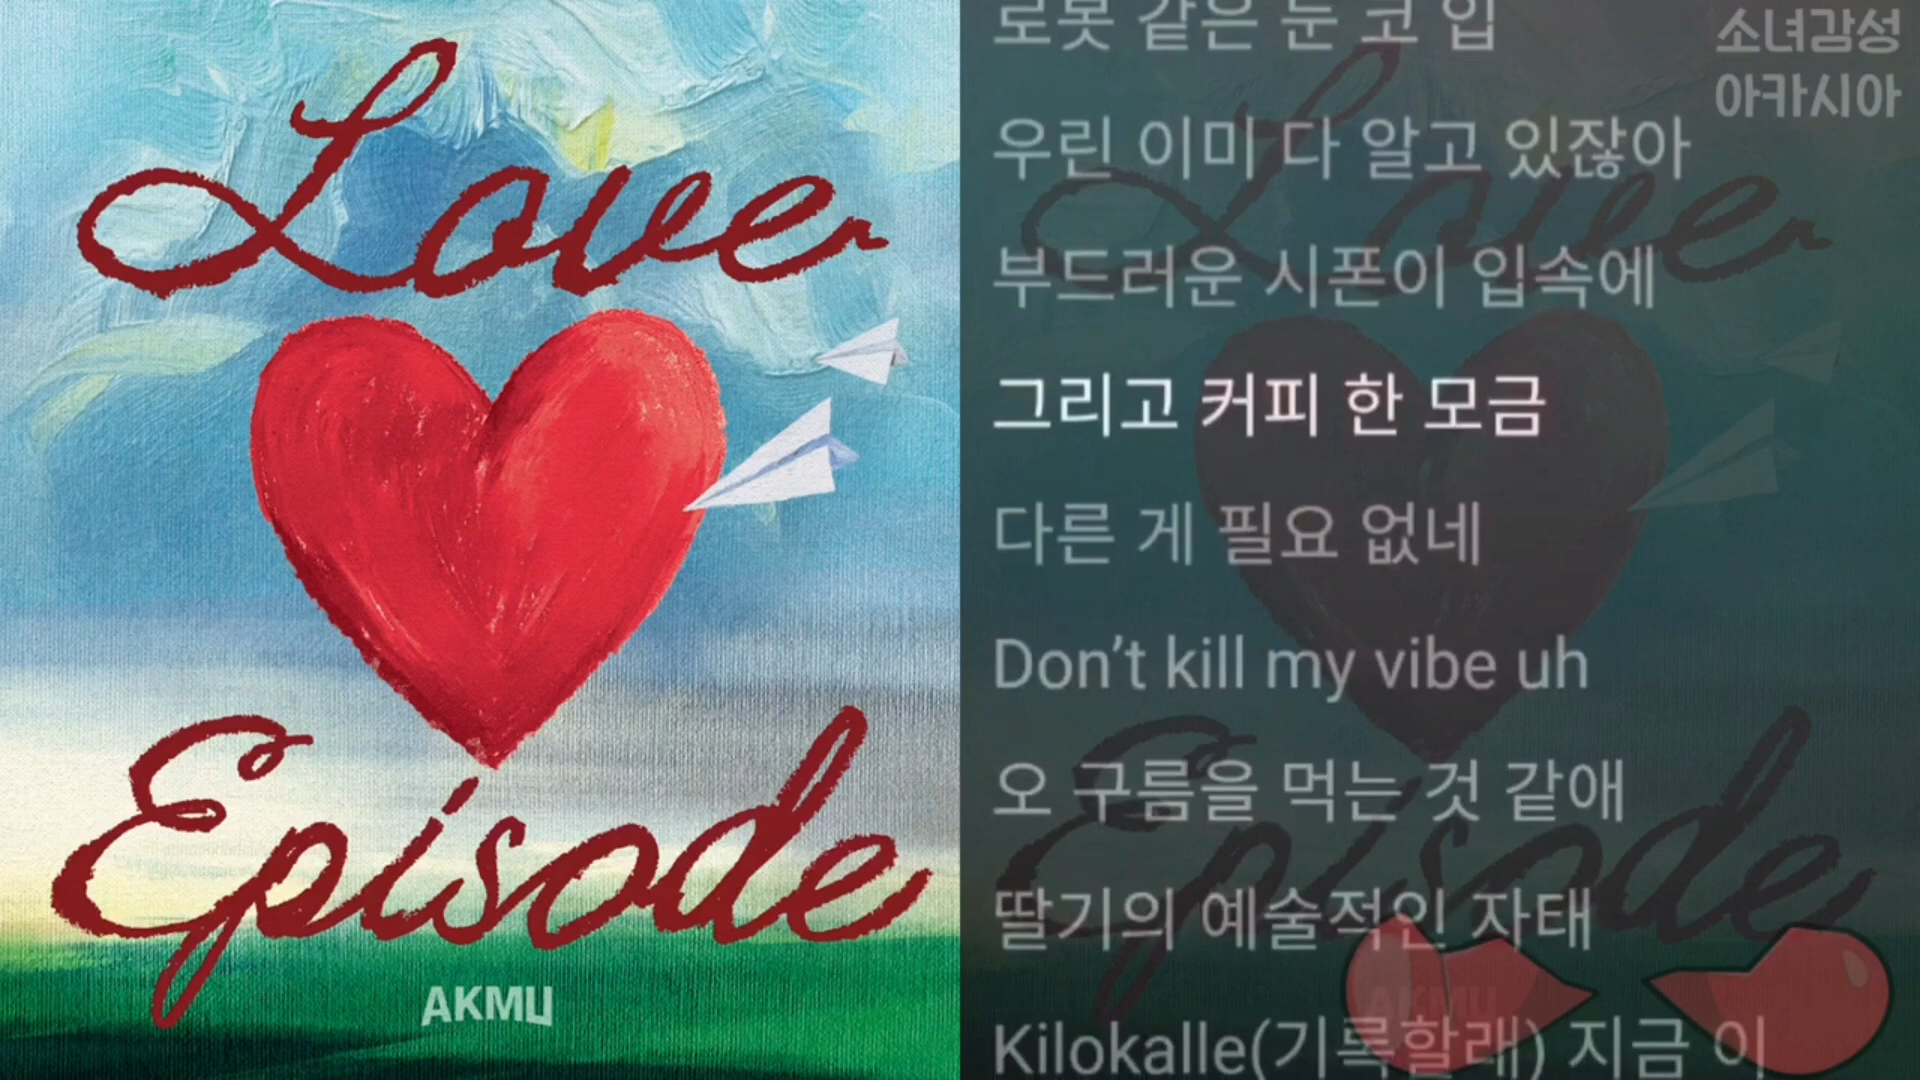 Love
Episode
AKMU
로봇 같은 눈 코 입
우린 이미 다 알고 있잖아
부드러운 시폰이 입속에
그리고 커피 한 모금
다른 게 필요 없네
Don't kill my vibe uh
오 구름을 먹는 것 같애
딸기의 예술적인 자태
Kilokalle(기록할래) 지금 이
소녀감성
아카시아